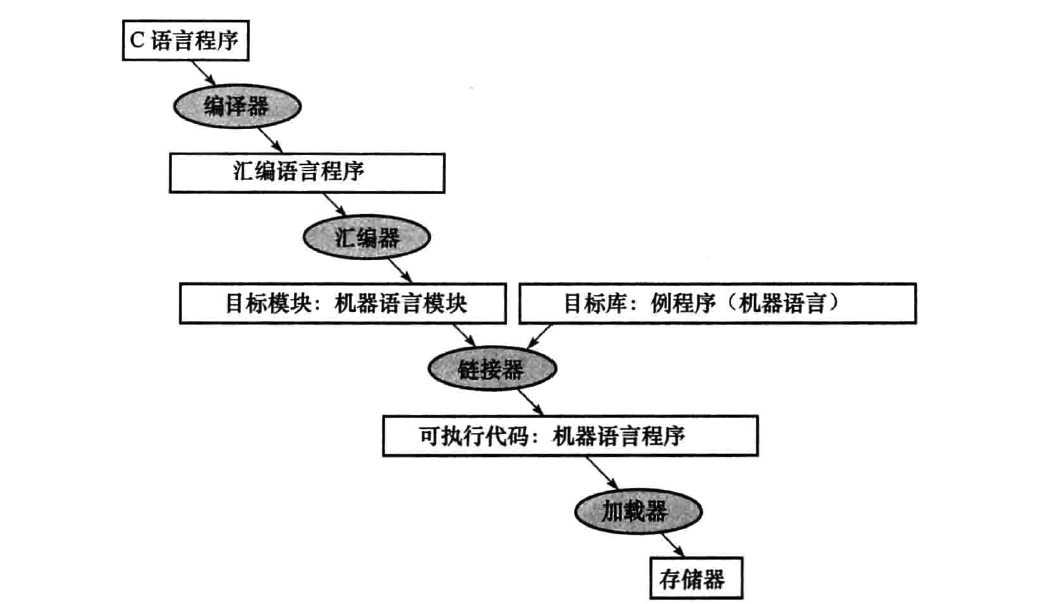 C 语言程序
编译器
汇编语言程序
汇编器
目标模块：机器语言模块
目标库：例程序（机器语言）
链接器
可执行代码：机器语言程序
加载器
存储器